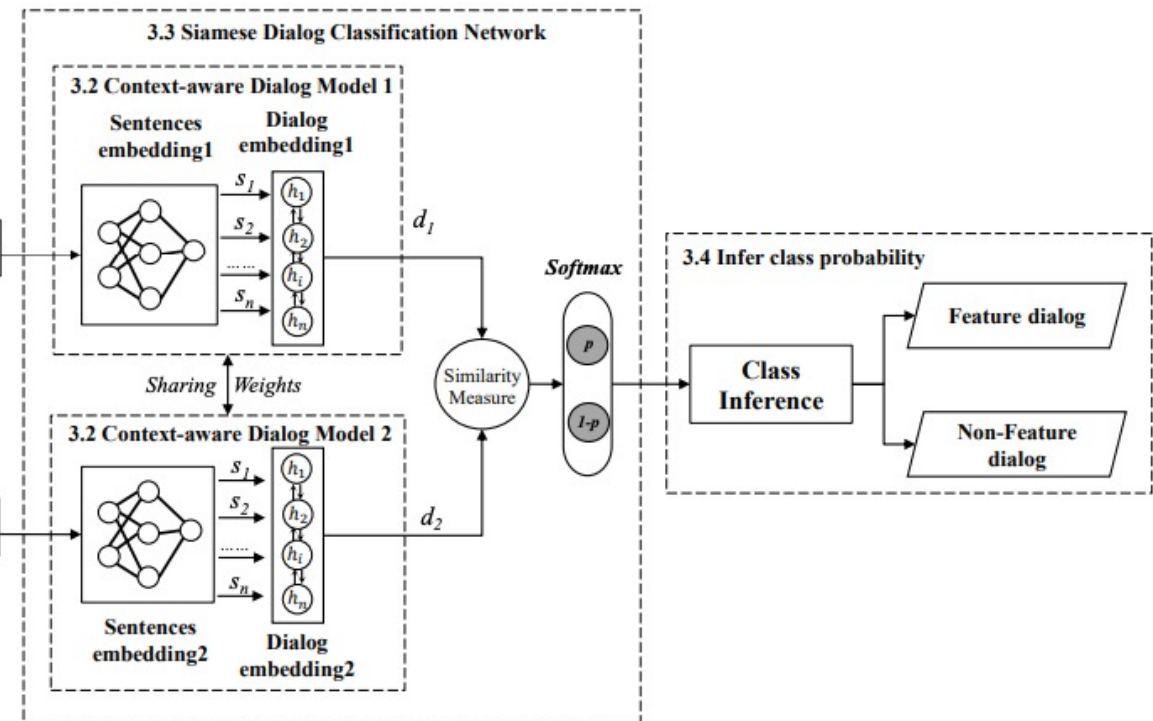 3.3 Siamese Dialog Classification Network
3.2 Context-aware Dialog Model 1
Sentences
embedding1
Dialog
embedding1
s1
s2
......
sn
h1
h2
hi
hn
d1
Sharing Weights
3.2 Context-aware Dialog Model 2
s1
s2
......
sn
h1
h2
hi
hn
d2
Sentences
embedding2
Dialog
embedding2
Similarity
Measure
Softmax
p
1-p
3.4 Infer class probability
Class
Inference
Feature dialog
Non-Feature
dialog